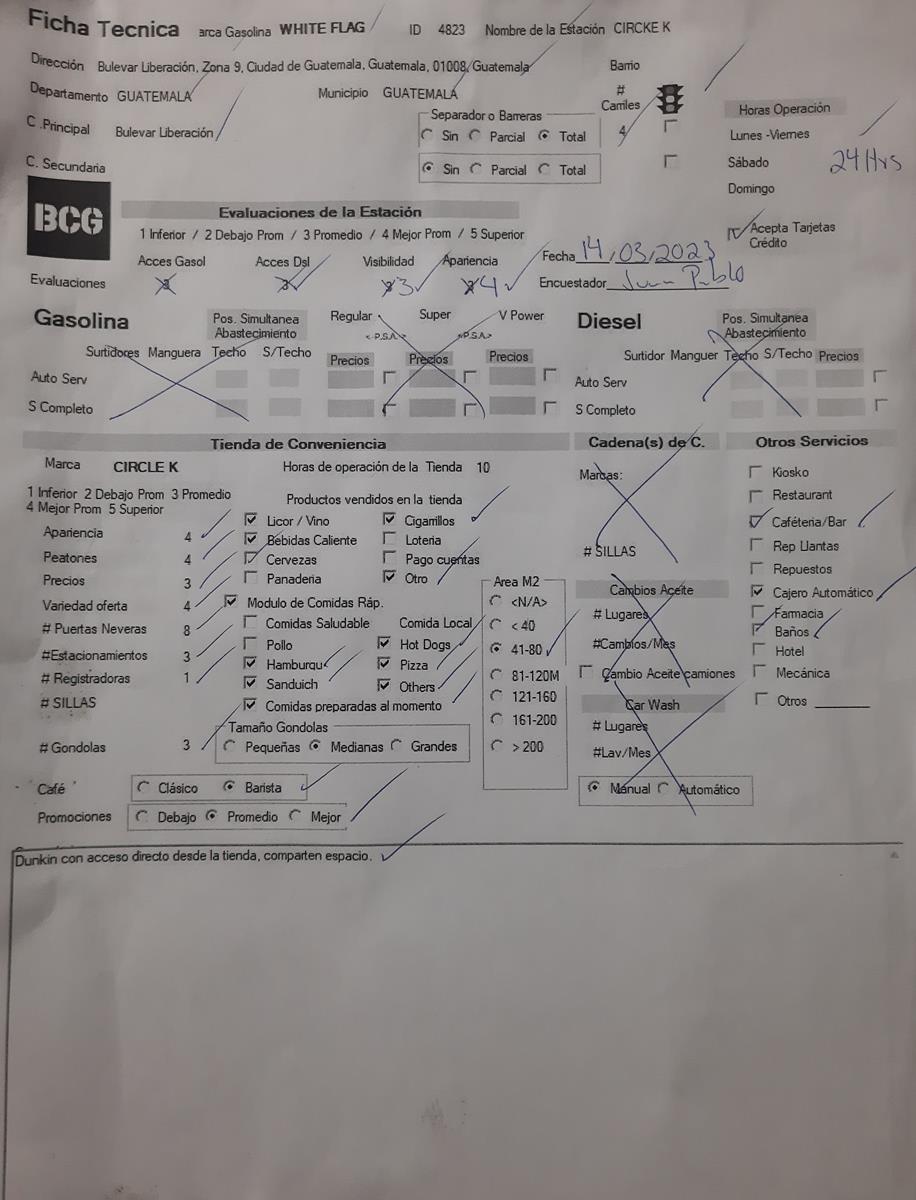 Ficha Tecnica arca Gasolina WHITE FLAG ID 4823 Nombre de la Estación CIRCKE K
Dirección Bulevar Liberación, Zona 9, Ciudad de Guatemala, Guatemala, 01008, Guatemala Barrio
Departamento GUATEMALA Municipio GUATEMALA # Carriles
C .Principal Bulevar Liberación Separador o Barreras Sin Parcial Total 4
C. Secundaria Sin Parcial Total
Horas Operación
Lunes -Viernes
Sábado 24 Hrs
Domingo
BCG
Evaluaciones de la Estación
1 Inferior / 2 Debajo Prom / 3 Promedio / 4 Mejor Prom / 5 Superior
Acepta Tarjetas Crédito
Acces Gasol Acces Dsl Visibilidad Apariencia Fecha 14/03/2023
Evaluaciones 3 4 Encuestador Juan Pablo
Gasolina Pos. Simultanea Abastecimiento Regular Super V Power
<-P.S.A-> <-P.S.A>
Surtidores Manguera Techo S/Techo Precios Precios Precios
Auto Serv
S Completo
Diesel Pos. Simultanea Abastecimiento
Surtidor Manguer Techo S/Techo Precios
Auto Serv
S Completo
Tienda de Conveniencia
Marca CIRCLE K Horas de operación de la Tienda 10
1 Inferior 2 Debajo Prom 3 Promedio
4 Mejor Prom 5 Superior
Productos vendidos en la tienda
Apariencia 4
Peatones 4
Precios 3
Variedad oferta 4
# Puertas Neveras 8
#Estacionamientos 3
# Registradoras 1
# SILLAS
# Gondolas 3
Licor / Vino Cigarrillos
Bebidas Caliente Loteria
Cervezas Pago cuentas
Panaderia Otro
Modulo de Comidas Ráp.
Comidas Saludable Comida Local
Pollo Hot Dogs
Hamburqu Pizza
Sanduich Others
Comidas preparadas al momento
Tamaño Gondolas
Pequeñas Medianas Grandes
Area M2
<N/A>
< 40
41-80
81-120M
121-160
161-200
> 200
Café Clásico Barista
Promociones Debajo Promedio Mejor
Cadena(s) de C.
Marcas:
# SILLAS
Cambios Aceite
# Lugares
#Cambios/Mes
Cambio Aceite camiones
Car Wash
# Lugares
#Lav/Mes
Manual Automático
Otros Servicios
Kiosko
Restaurant
Caféteria/Bar
Rep Llantas
Repuestos
Cajero Automático
Farmacia
Baños
Hotel
Mecánica
Otros
Dunkin con acceso directo desde la tienda, comparten espacio.